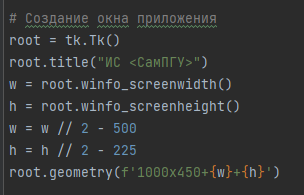 # Создание окна приложения
root = tk.Tk()
root.title("ИС <СамПГУ>")
w = root.winfo_screenwidth()
h = root.winfo_screenheight()
w = w // 2 - 500
h = h // 2 - 225
root.geometry(f'1000x450+{w}+{h}')